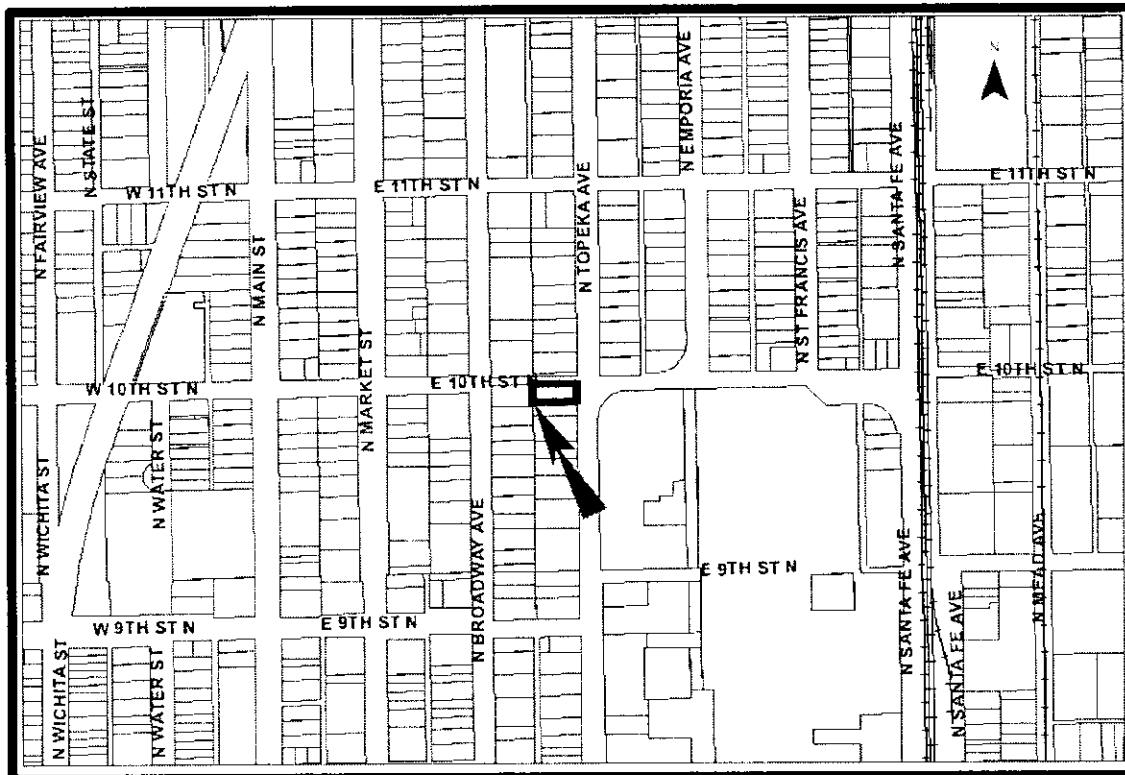 N FAIRVIEW AVE
N STATE ST
W 11TH ST N
N MAIN ST
E 11TH ST N
N TOPEKA AVE
N EMPORIA AVE
N ST FRANCIS AVE
N SANTA FE AVE
E 11TH ST N
W 10TH ST N
N MARKET ST
E 10TH ST N
E 10TH ST N
N WICHITA ST
N WATER ST
N BROADWAY AVE
E 9TH ST N
N SANTA FE AVE
N SANTA FE AVE
N MEAD AVE
W 9TH ST N
E 9TH ST N
N WICHITA ST
N WATER ST